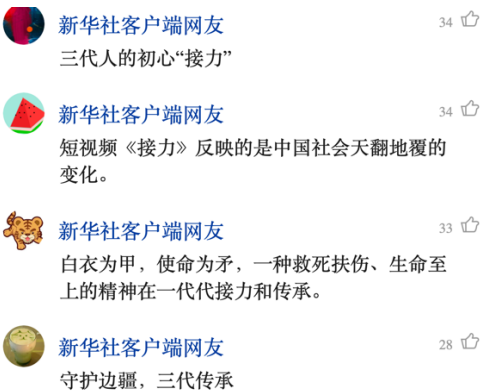 新华社客户端网友
34
三代人的初心“接力”
新华社客户端网友
34
短视频《接力》反映的是中国社会天翻地覆的
变化。
新华社客户端网友
33
白衣为甲，使命为矛，一种救死扶伤、生命至
上的精神在一代代接力和传承。
新华社客户端网友
28
守护边疆，三代传承